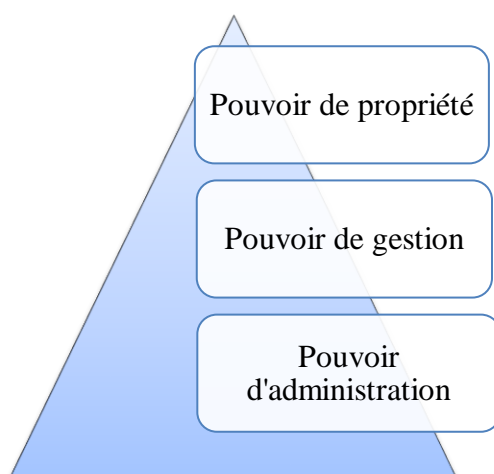 Pouvoir de propriété
Pouvoir de gestion
Pouvoir
d'administration